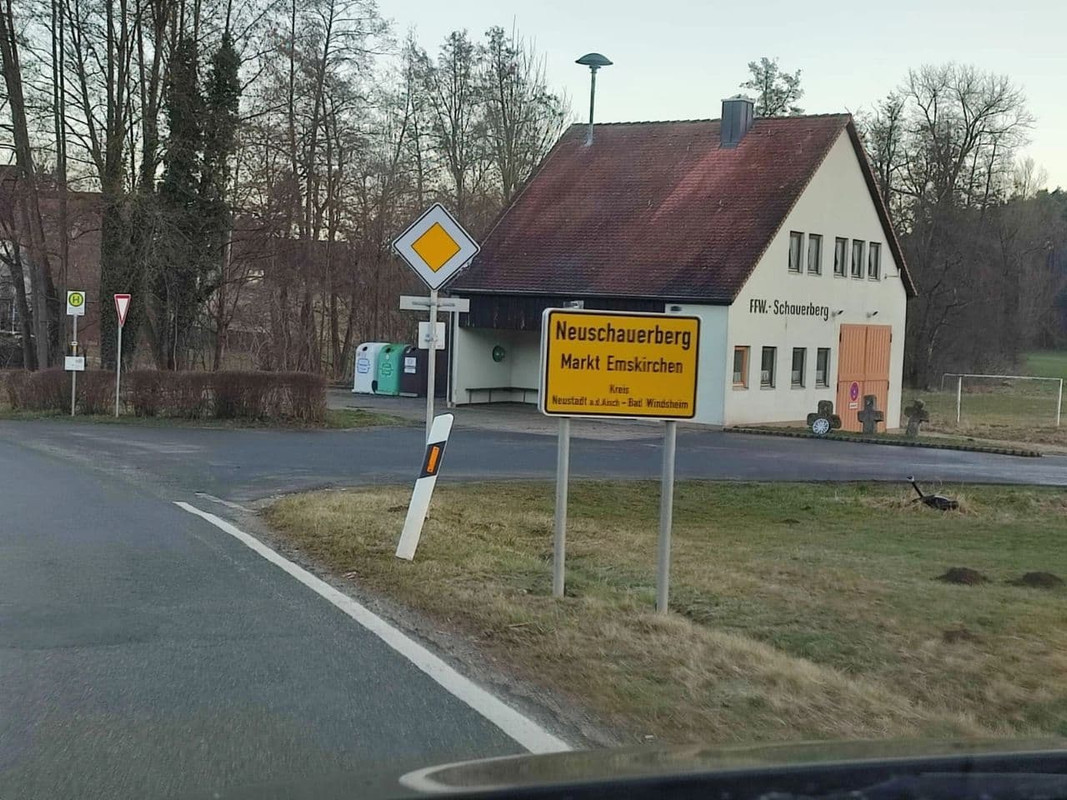 H
Neuschauerberg
Markt Emskirchen
Kreis
Neustadt a.d.Aisch - Bad Windsheim
FFW.- Schauerberg